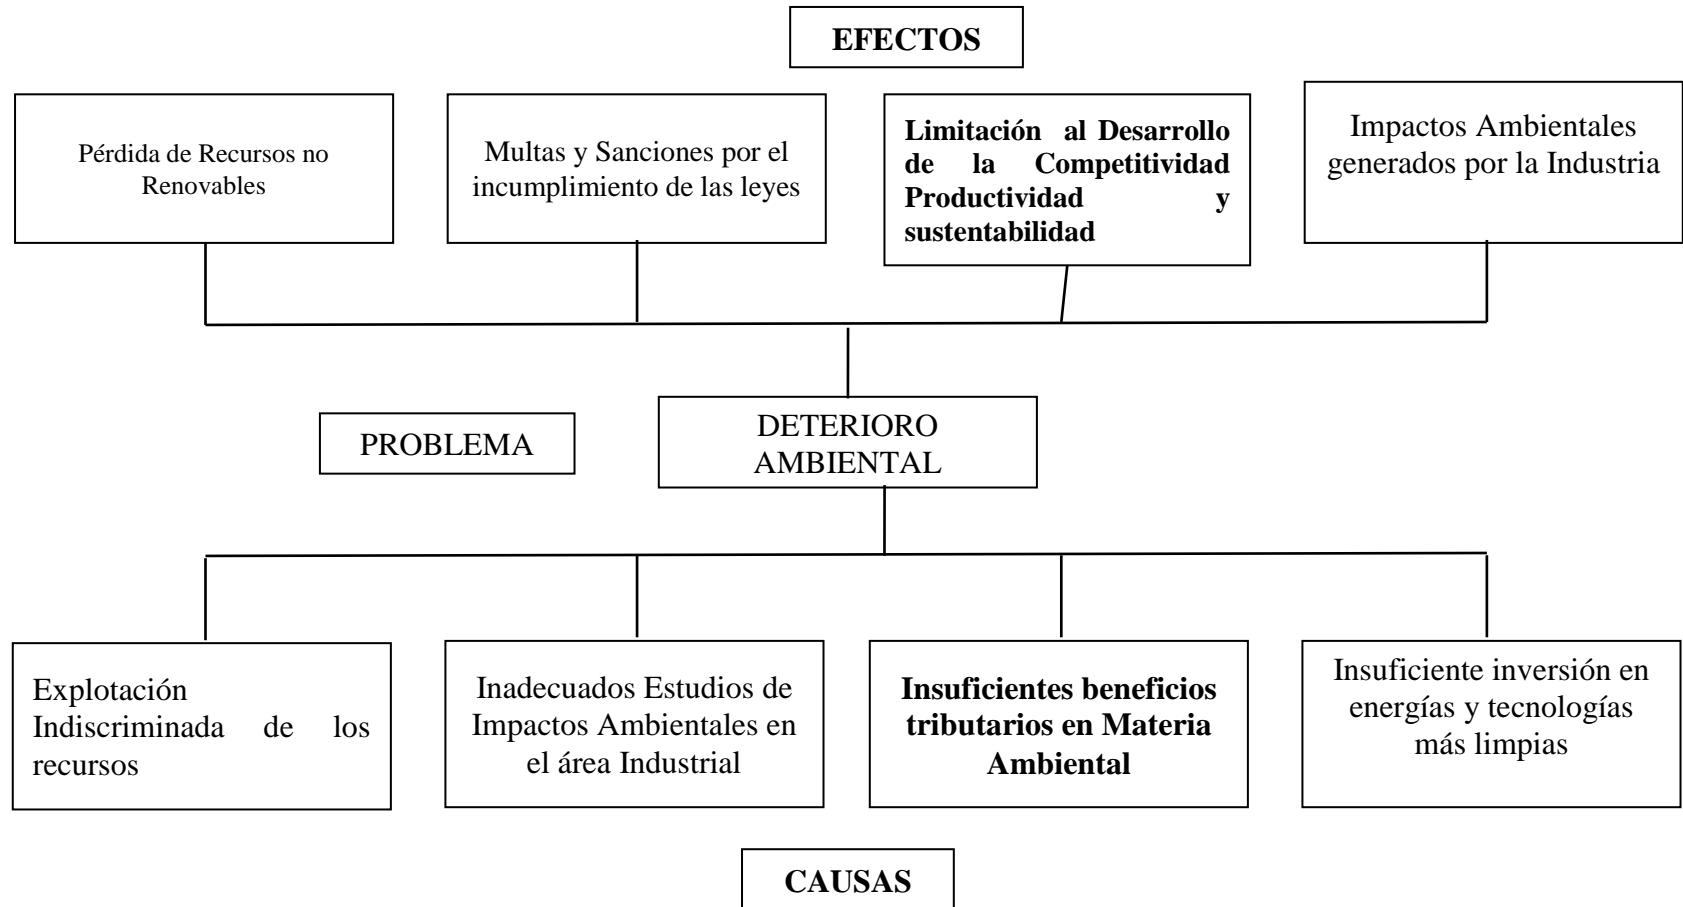 EFECTOS
Pérdida de Recursos no
Renovables
Multas y Sanciones por el
incumplimiento de las leyes
Limitación al Desarrollo
de la Competitividad
Productividad y
sustentabilidad
Impactos Ambientales
generados por la Industria
PROBLEMA
DETERIORO
AMBIENTAL
Explotación
Indiscriminada de los
recursos
Inadecuados Estudios de
Impactos Ambientales en
el área Industrial
Insuficientes beneficios
tributarios en Materia
Ambiental
Insuficiente inversión en
energías y tecnologías
más limpias
CAUSAS